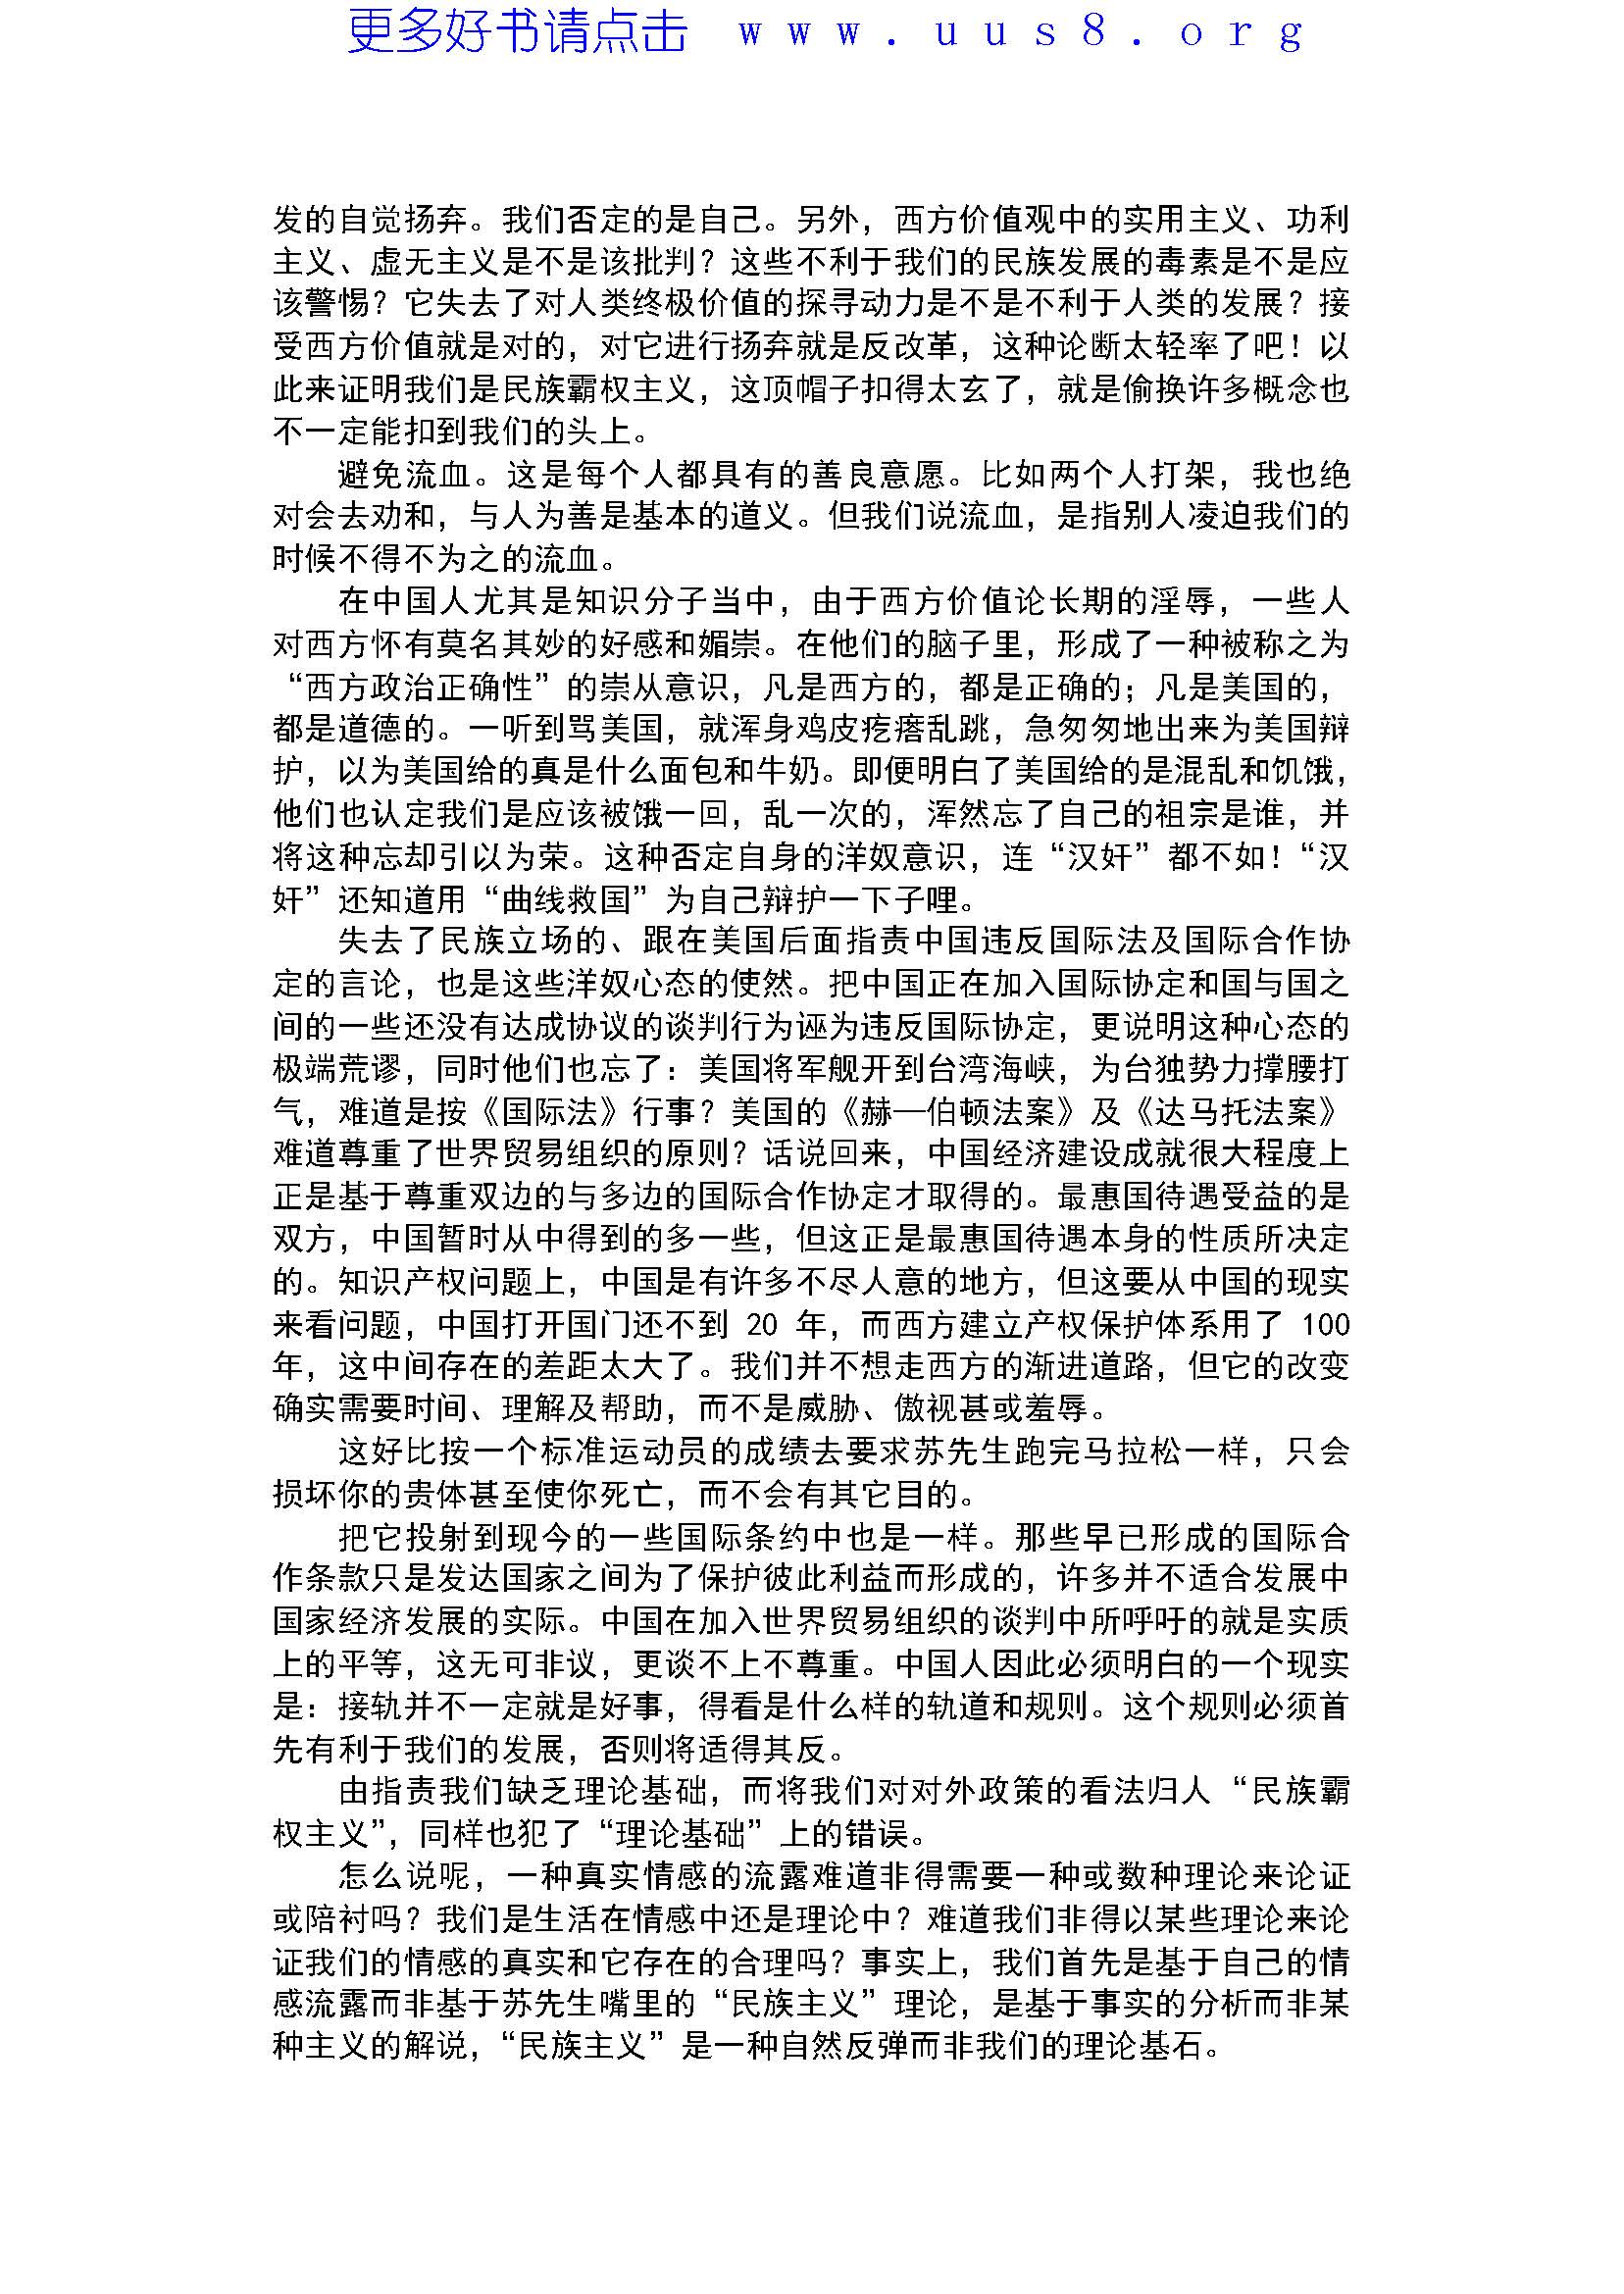 更多好书请点击 www.uus8.org
发的自觉扬弃。我们否定的是自己。另外，西方价值观中的实用主义、功利
主义、虚无主义是不是该批判？这些不利于我们的民族发展的毒素是不是应
该警惕？它失去了对人类终极价值的探寻动力是不是不利于人类的发展？接
受西方价值就是对的，对它进行扬弃就是反改革，这种论断太轻率了吧！以
此来证明我们是民族霸权主义，这顶帽子扣得太玄了，就是偷换许多概念也
不一定能扣到我们的头上。
避免流血。这是每个人都具有的善良意愿。比如两个人打架，我也绝
对会去劝和，与人为善是基本的道义。但我们说流血，是指别人凌迫我们的
时候不得不为之的流血。
在中国人尤其是知识分子当中，由于西方价值论长期的淫辱，一些人
对西方怀有莫名其妙的好感和媚崇。在他们的脑子里，形成了一种被称之为
“西方政治正确性”的崇从意识，凡是西方的，都是正确的；凡是美国的，
都是道德的。一听到骂美国，就浑身鸡皮疙瘩乱跳，急匆匆地出来为美国辩
护，以为美国给的真是什么面包和牛奶。即便明白了美国给的是混乱和饥饿，
他们也认定我们是应该被饿一回，乱一次的，浑然忘了自己的祖宗是谁，并
将这种忘却引以为荣。这种否定自身的洋奴意识，连“汉奸”都不如！“汉
奸”还知道用“曲线救国”为自己辩护一下子哩。
失去了民族立场的、跟在美国后面指责中国违反国际法及国际合作协
定的言论，也是这些洋奴心态的使然。把中国正在加入国际协定和国与国之
间的一些还没有达成协议的谈判行为诬为违反国际协定，更说明这种心态的
极端荒谬，同时他们也忘了：美国将军舰开到台湾海峡，为台独势力撑腰打
气，难道是按《国际法》行事？美国的《赫—伯顿法案》及《达马托法案》
难道尊重了世界贸易组织的原则？话说回来，中国经济建设成就很大程度上
正是基于尊重双边的与多边的国际合作协定才取得的。最惠国待遇受益的是
双方，中国暂时从中得到的多一些，但这正是最惠国待遇本身的性质所决定
的。知识产权问题上，中国是有许多不尽人意的地方，但这要从中国的现实
来看问题，中国打开国门还不到 20 年，而西方建立产权保护体系用了 100
年，这中间存在的差距太大了。我们并不想走西方的渐进道路，但它的改变
确实需要时间、理解及帮助，而不是威胁、傲视甚或羞辱。
这好比按一个标准运动员的成绩去要求苏先生跑完马拉松一样，只会
损坏你的贵体甚至使你死亡，而不会有其它目的。
把它投射到现今的一些国际条约中也是一样。那些早已形成的国际合
作条款只是发达国家之间为了保护彼此利益而形成的，许多并不适合发展中
国家经济发展的实际。中国在加入世界贸易组织的谈判中所呼吁的就是实质
上的平等，这无可非议，更谈不上不尊重。中国人因此必须明白的一个现实
是：接轨并不一定就是好事，得看是什么样的轨道和规则。这个规则必须首
先有利于我们的发展，否则将适得其反。
由指责我们缺乏理论基础，而将我们对对外政策的看法归人“民族霸
权主义”，同样也犯了“理论基础”上的错误。
怎么说呢，一种真实情感的流露难道非得需要一种或数种理论来论证
或陪衬吗？我们是生活在情感中还是理论中？难道我们非得以某些理论来论
证我们的情感的真实和它存在的合理吗？事实上，我们首先是基于自己的情
感流露而非基于苏先生嘴里的“民族主义”理论，是基于事实的分析而非某
种主义的解说，“民族主义”是一种自然反弹而非我们的理论基石。